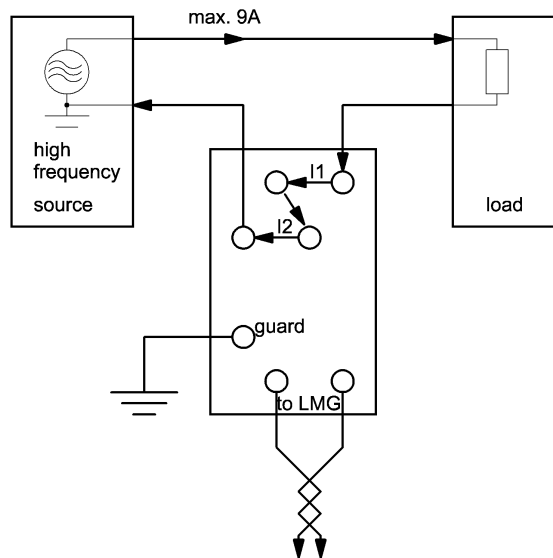 max. 9A
high
frequency
source
load
I1
I2
guard
to LMG